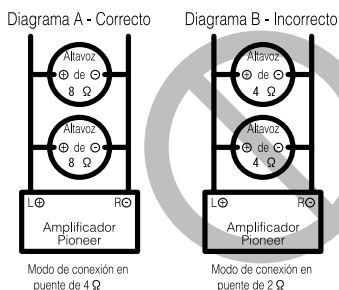 Diagrama A - Correcto
Altavoz
⊕ de ⊖
8 Ω
Altavoz
⊕ de ⊖
8 Ω
L⊕ R⊖
Amplificador
Pioneer
Modo de conexión en
puente de 4 Ω
Diagrama B - Incorrecto
Altavoz
⊕ de ⊖
4 Ω
Altavoz
⊕ de ⊖
4 Ω
L⊕ R⊖
Amplificador
Pioneer
Modo de conexión en
puente de 2 Ω